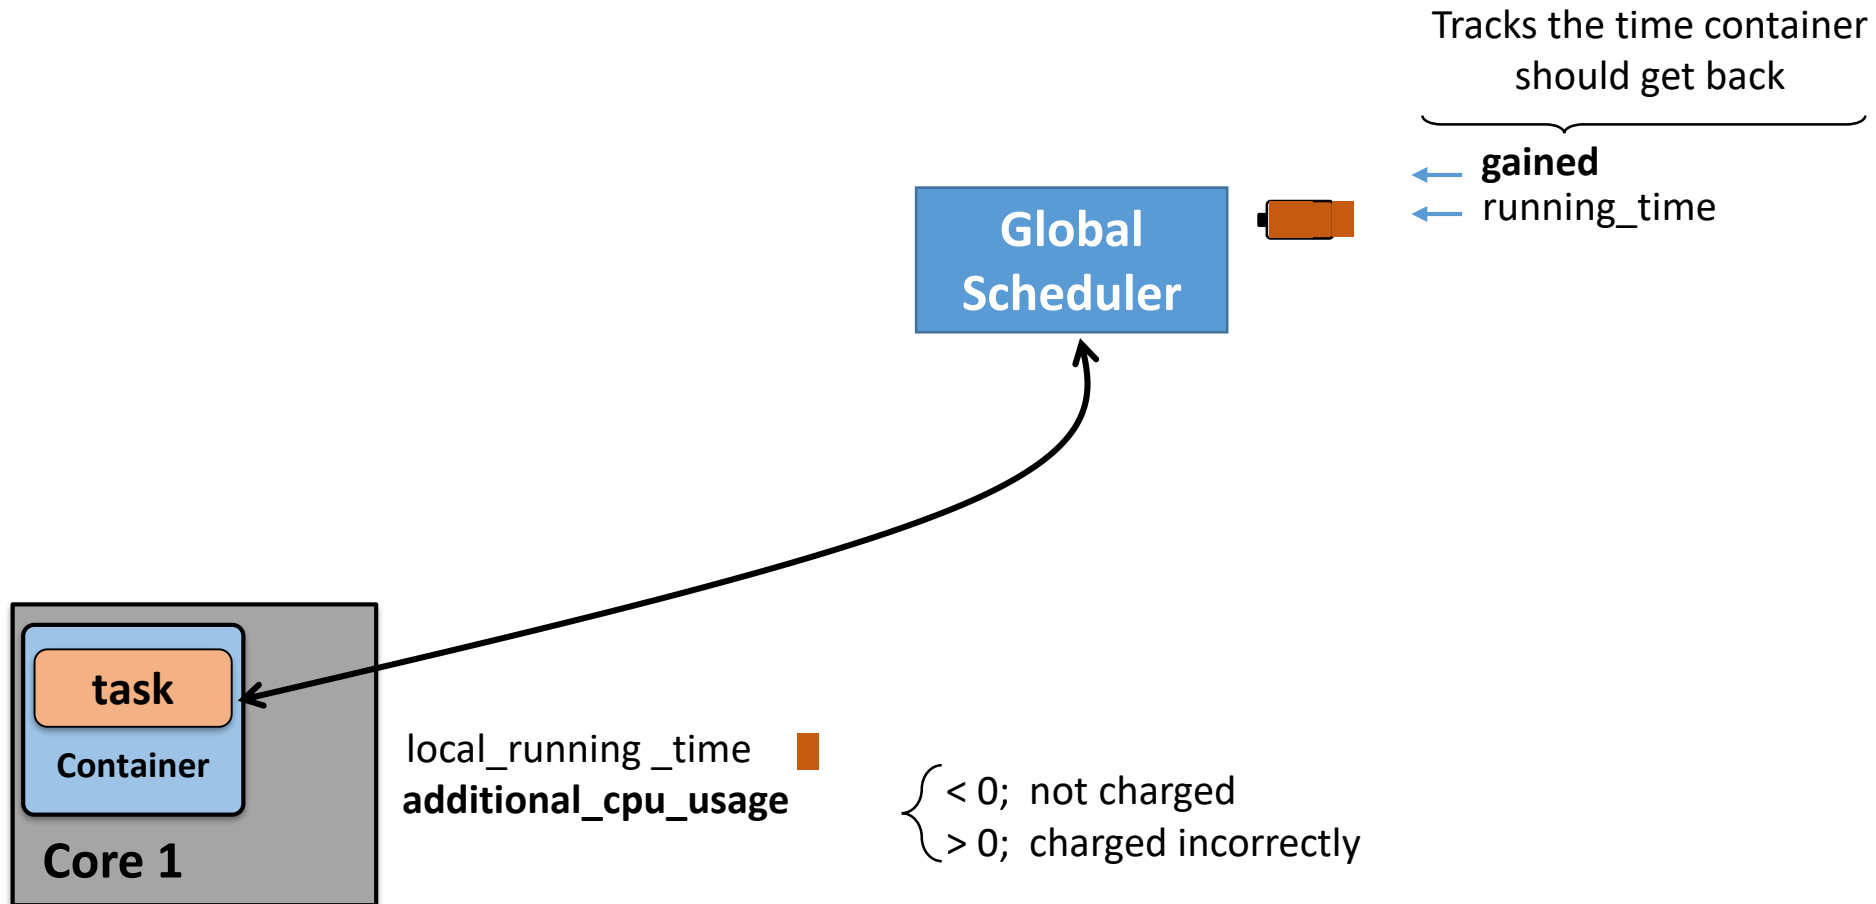 Tracks the time container
should get back
gained
running_time
Global
Scheduler
task
Container
Core 1
local_running _time
additional_cpu_usage
< 0;  not charged
> 0;  charged incorrectly